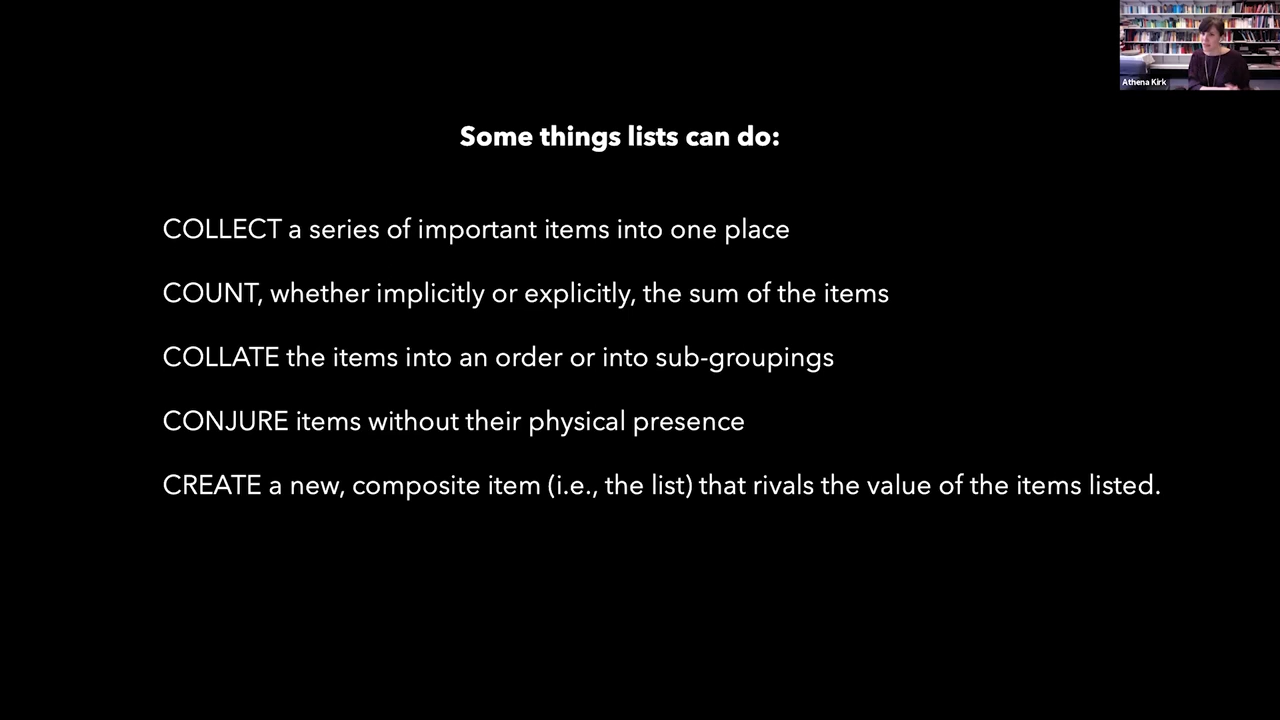 Athena Kirk
Some things lists can do:
COLLECT a series of important items into one place
COUNT, whether implicitly or explicitly, the sum of the items
COLLATE the items into an order or into sub-groupings
CONJURE items without their physical presence
CREATE a new, composite item (i.e., the list) that rivals the value of the items listed.